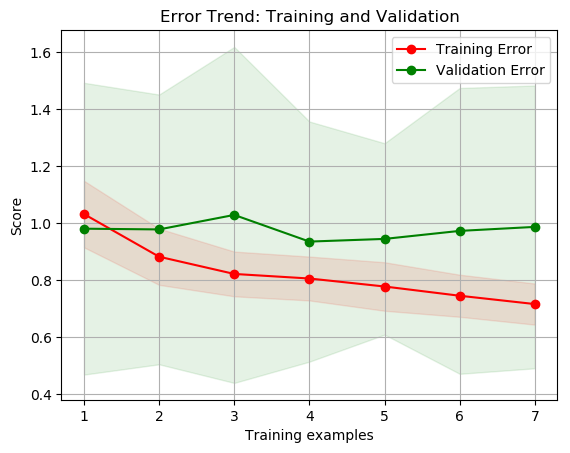 Error Trend: Training and Validation
Training Error
Validation Error
Score
1.6
1.4
1.2
1.0
0.8
0.6
0.4
1 2 3 4 5 6 7
Training examples